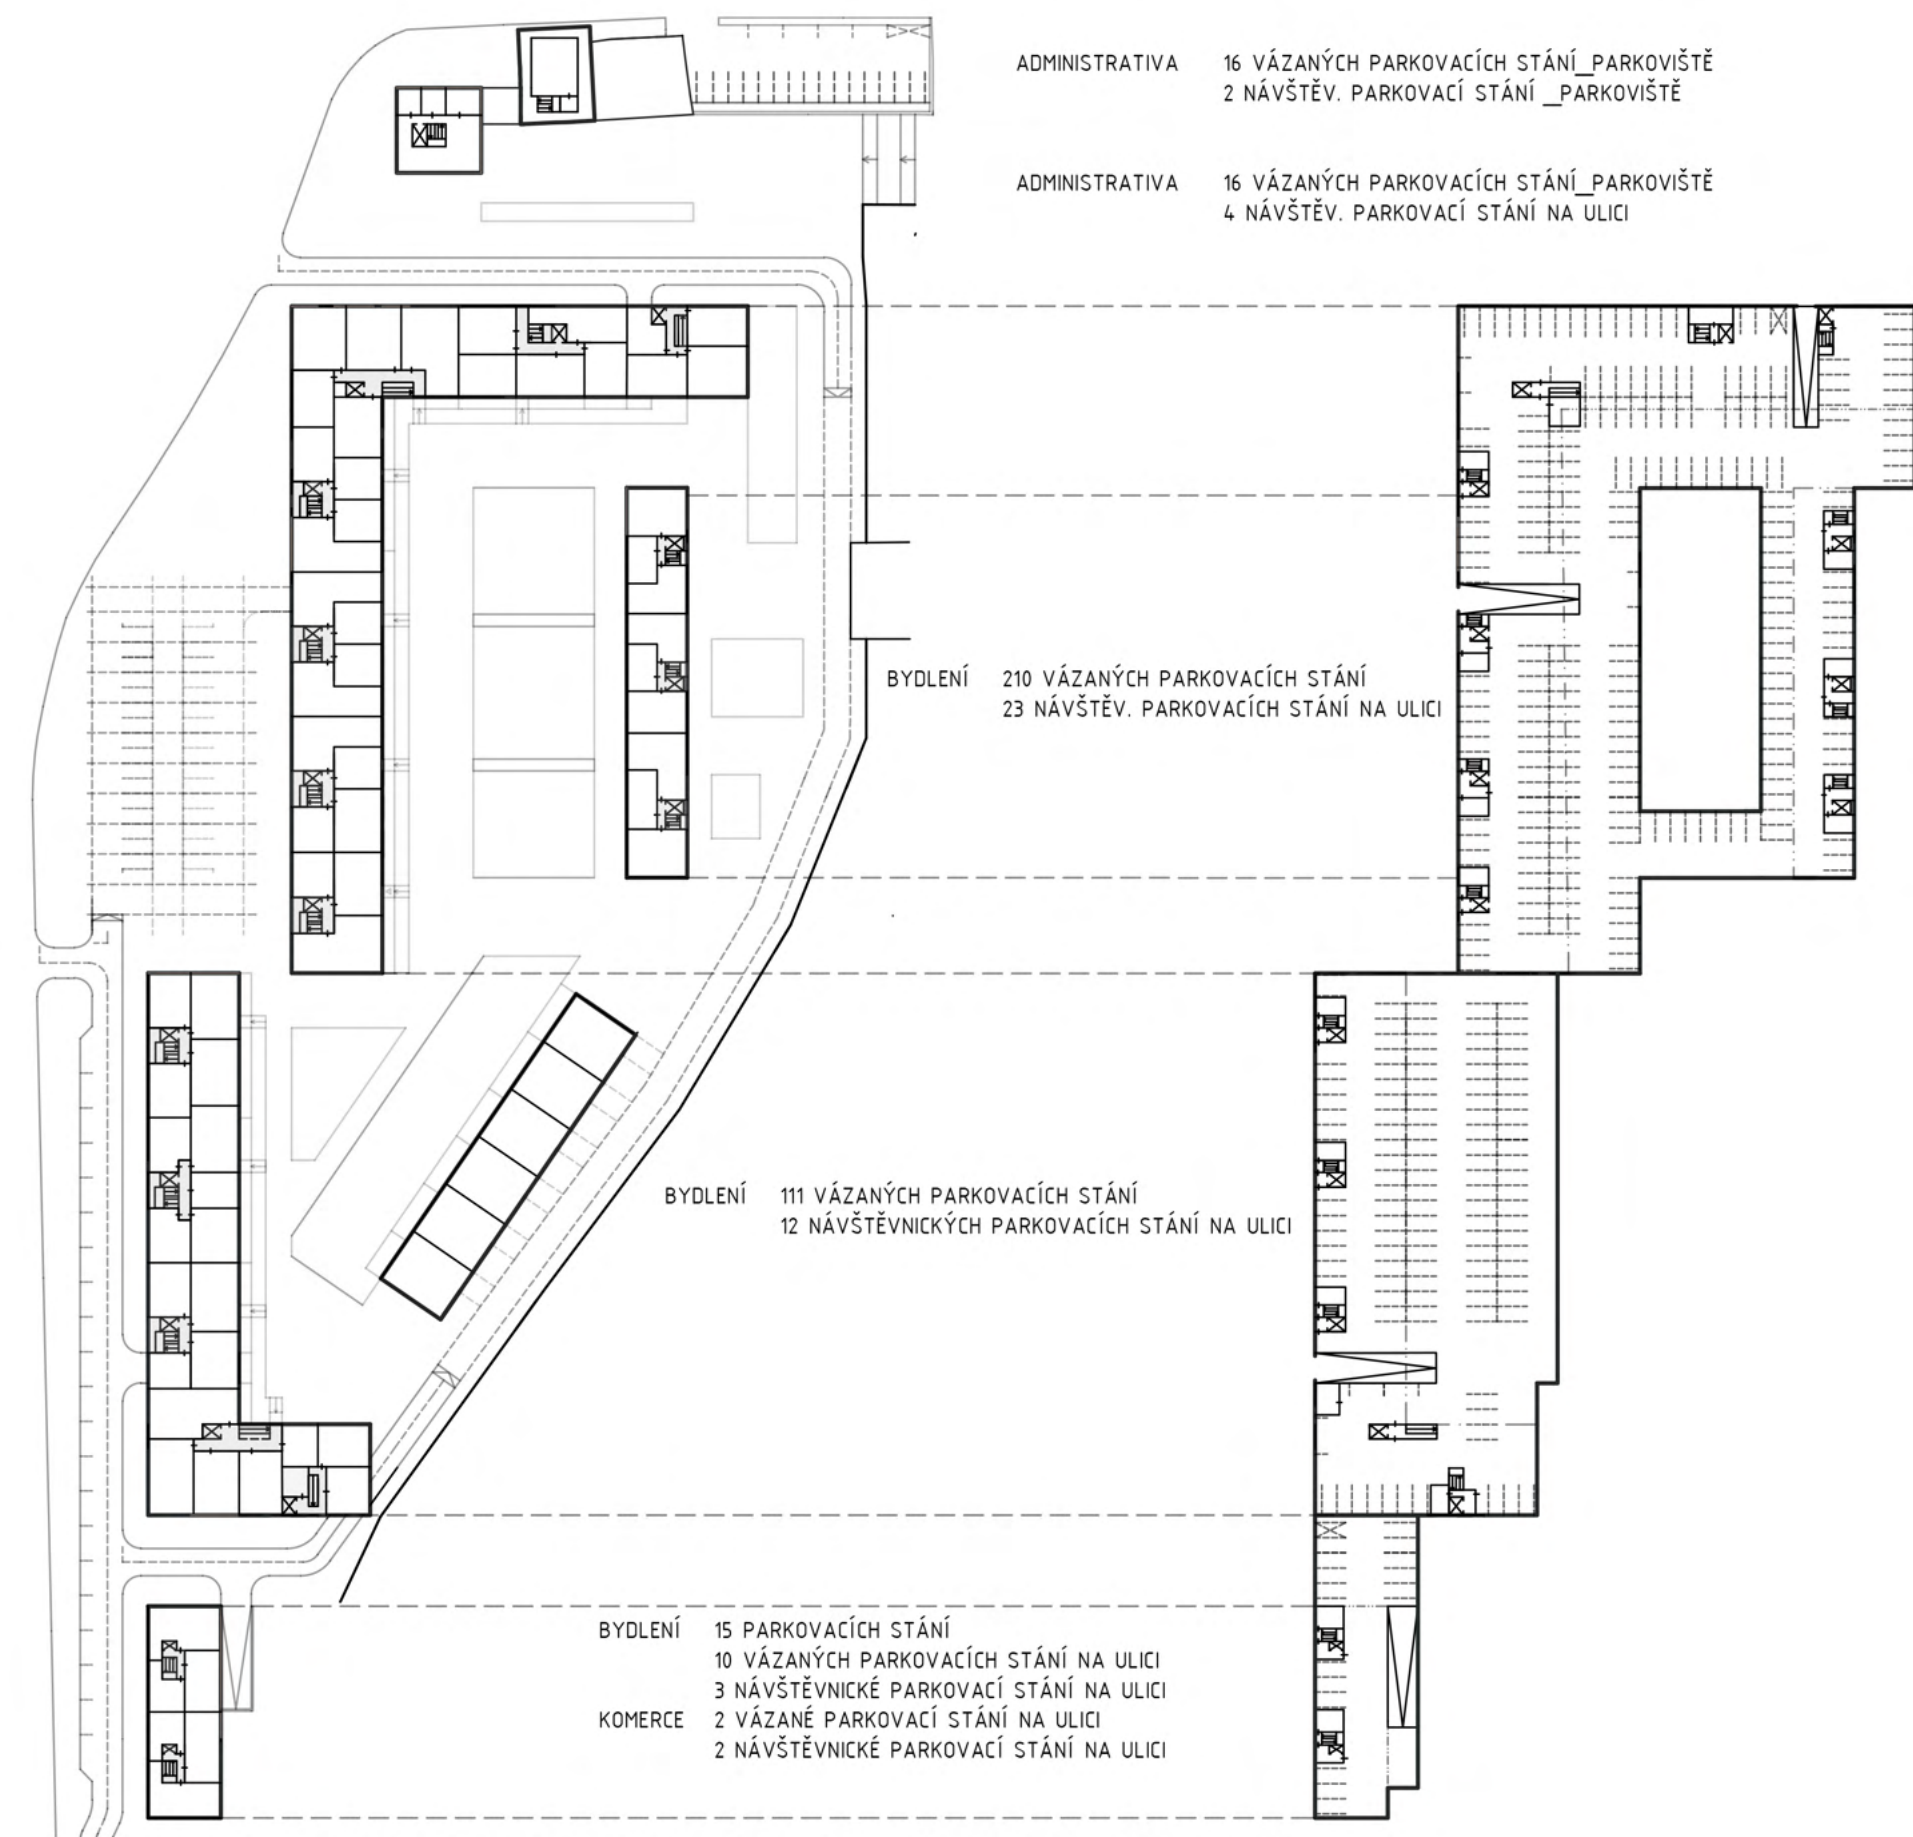 ADMINISTRATIVA 16 VÁZANÝCH PARKOVACÍCH STÁNÍ_PARKOVIŠTĚ
2 NÁVŠTĚV. PARKOVACÍ STÁNÍ _PARKOVIŠTĚ
ADMINISTRATIVA 16 VÁZANÝCH PARKOVACÍCH STÁNÍ_PARKOVIŠTĚ
4 NÁVŠTĚV. PARKOVACÍ STÁNÍ NA ULICI
BYDLENÍ 210 VÁZANÝCH PARKOVACÍCH STÁNÍ
23 NÁVŠTĚV. PARKOVACÍCH STÁNÍ NA ULICI
BYDLENÍ 111 VÁZANÝCH PARKOVACÍCH STÁNÍ
12 NÁVŠTĚVNICKÝCH PARKOVACÍCH STÁNÍ NA ULICI
BYDLENÍ 15 PARKOVACÍCH STÁNÍ
10 VÁZANÝCH PARKOVACÍCH STÁNÍ NA ULICI
3 NÁVŠTĚVNICKÉ PARKOVACÍ STÁNÍ NA ULICI
KOMERCE 2 VÁZANÉ PARKOVACÍ STÁNÍ NA ULICI
2 NÁVŠTĚVNICKÉ PARKOVACÍ STÁNÍ NA ULICI